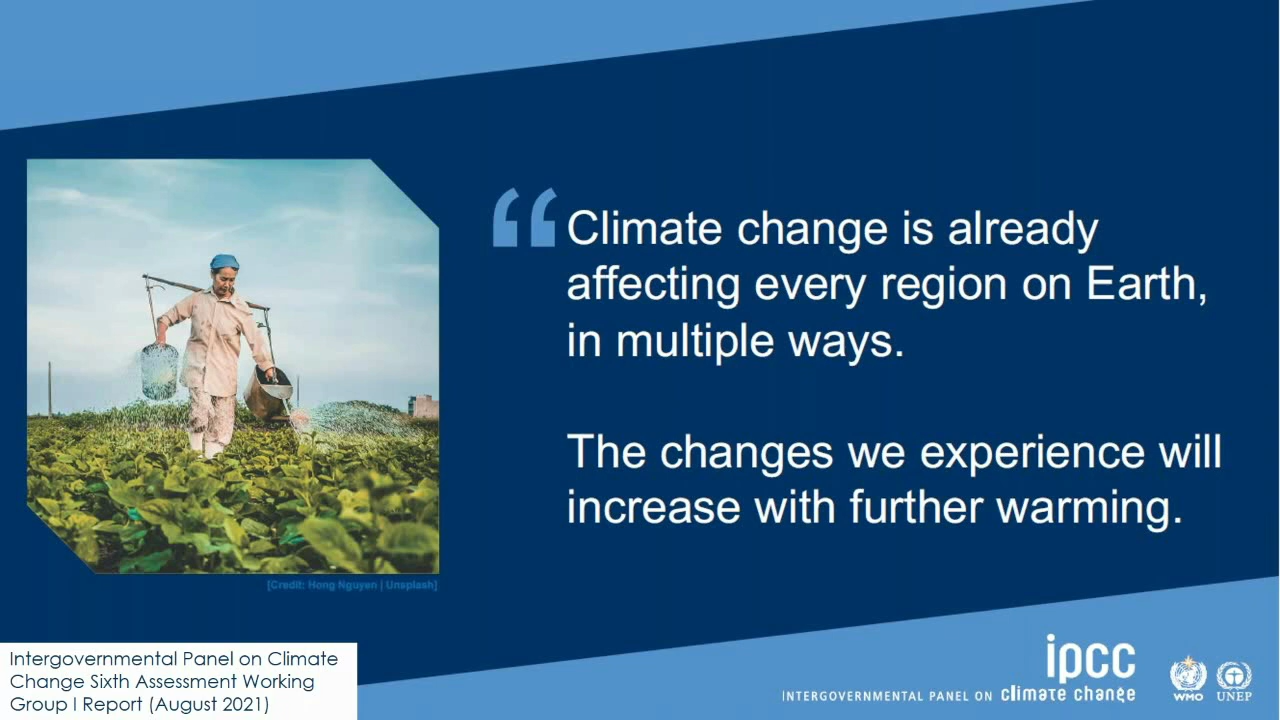 “Climate change is already
affecting every region on Earth,
in multiple ways.
The changes we experience will
increase with further warming.
[Credit: Hong Nguyen | Unsplash]
Intergovernmental Panel on Climate
Change Sixth Assessment Working
Group I Report (August 2021)
ipcc
INTERGOVERNMENTAL PANEL ON climate change
WMO
UNEP